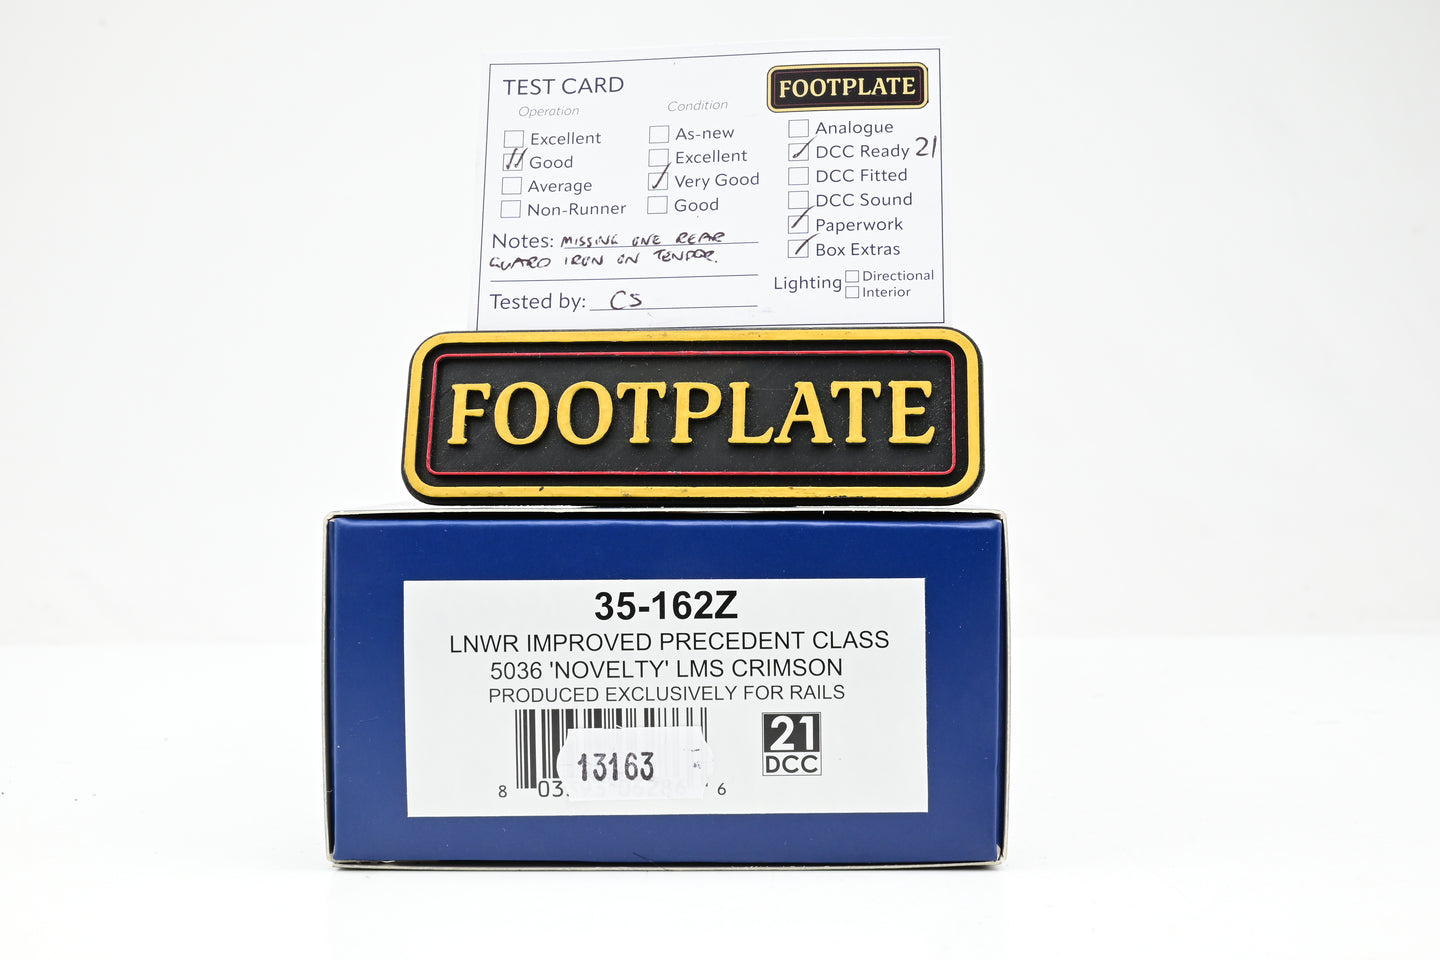 TEST CARD
FOOTPLATE
Operation
Excellent
Good
Average
Non-Runner
Condition
As-new
Excellent
Very Good
Good
Analogue
DCC Ready 21
DCC Fitted
DCC Sound
Paperwork
Box Extras
Notes: MISSING ONE REAR
GUARD IRON ON TENDER.
Lighting
Directional
Interior
Tested by: CS
FOOTPLATE
35-162Z
LNWR IMPROVED PRECEDENT CLASS
5036 'NOVELTY' LMS CRIMSON
PRODUCED EXCLUSIVELY FOR RAILS
13163
21
DCC
8 03 6